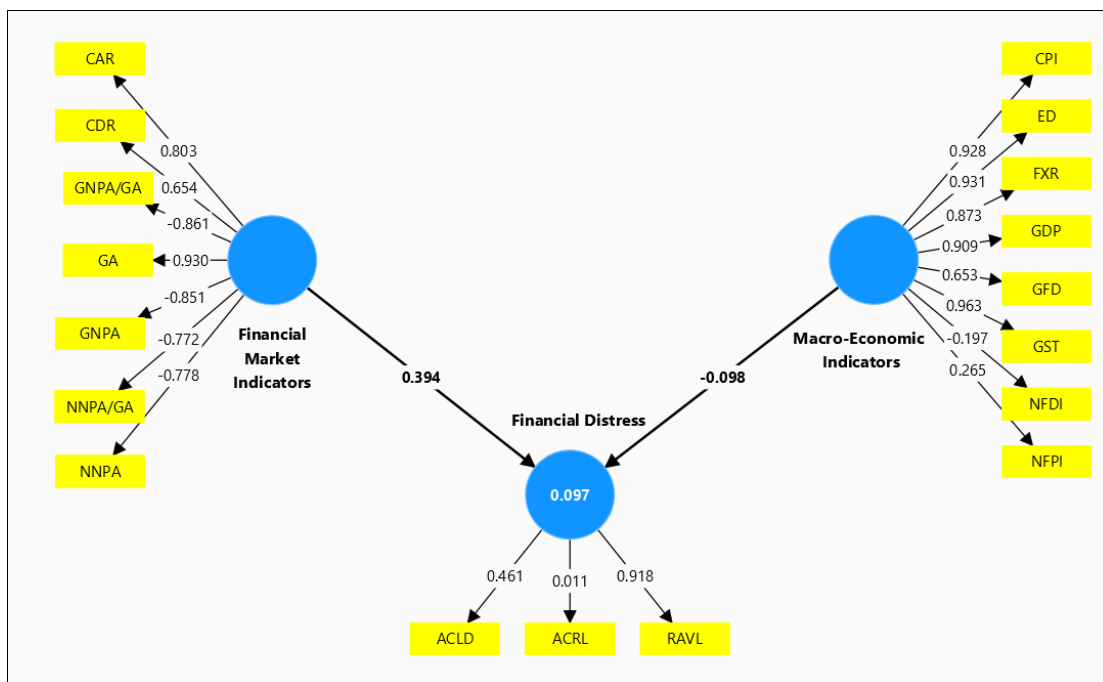 CAR
CDR
GNPA/GA
GA
GNPA
NNPA/GA
NNPA
0.803
0.654
-0.861
0.930
-0.851
-0.772
-0.778
Financial
Market
Indicators
0.394
CPI
ED
FXR
GDP
GFD
GST
NFDI
NFPI
0.928
0.931
0.873
0.909
0.653
0.963
-0.197
0.265
Macro-Economic
Indicators
-0.098
Financial Distress
0.097
0.461
0.011
0.918
ACLD
ACRL
RAVL